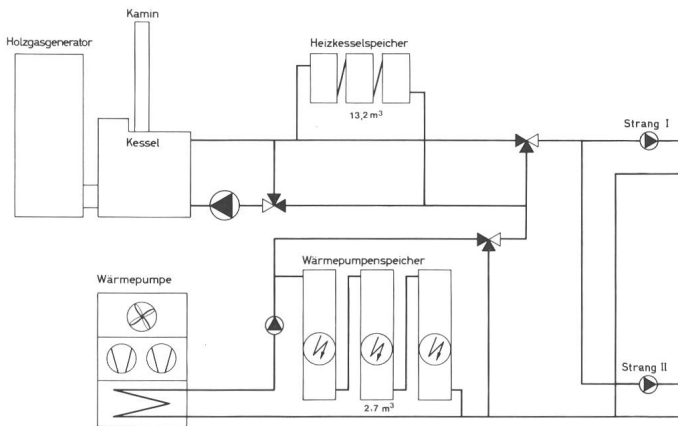 Kamin
Holzgasgenerator
Heizkesselspeicher
13,2 m³
Kessel
Strang I
Wärmepumpenspeicher
Wärmepumpe
Strang II
2.7 m³